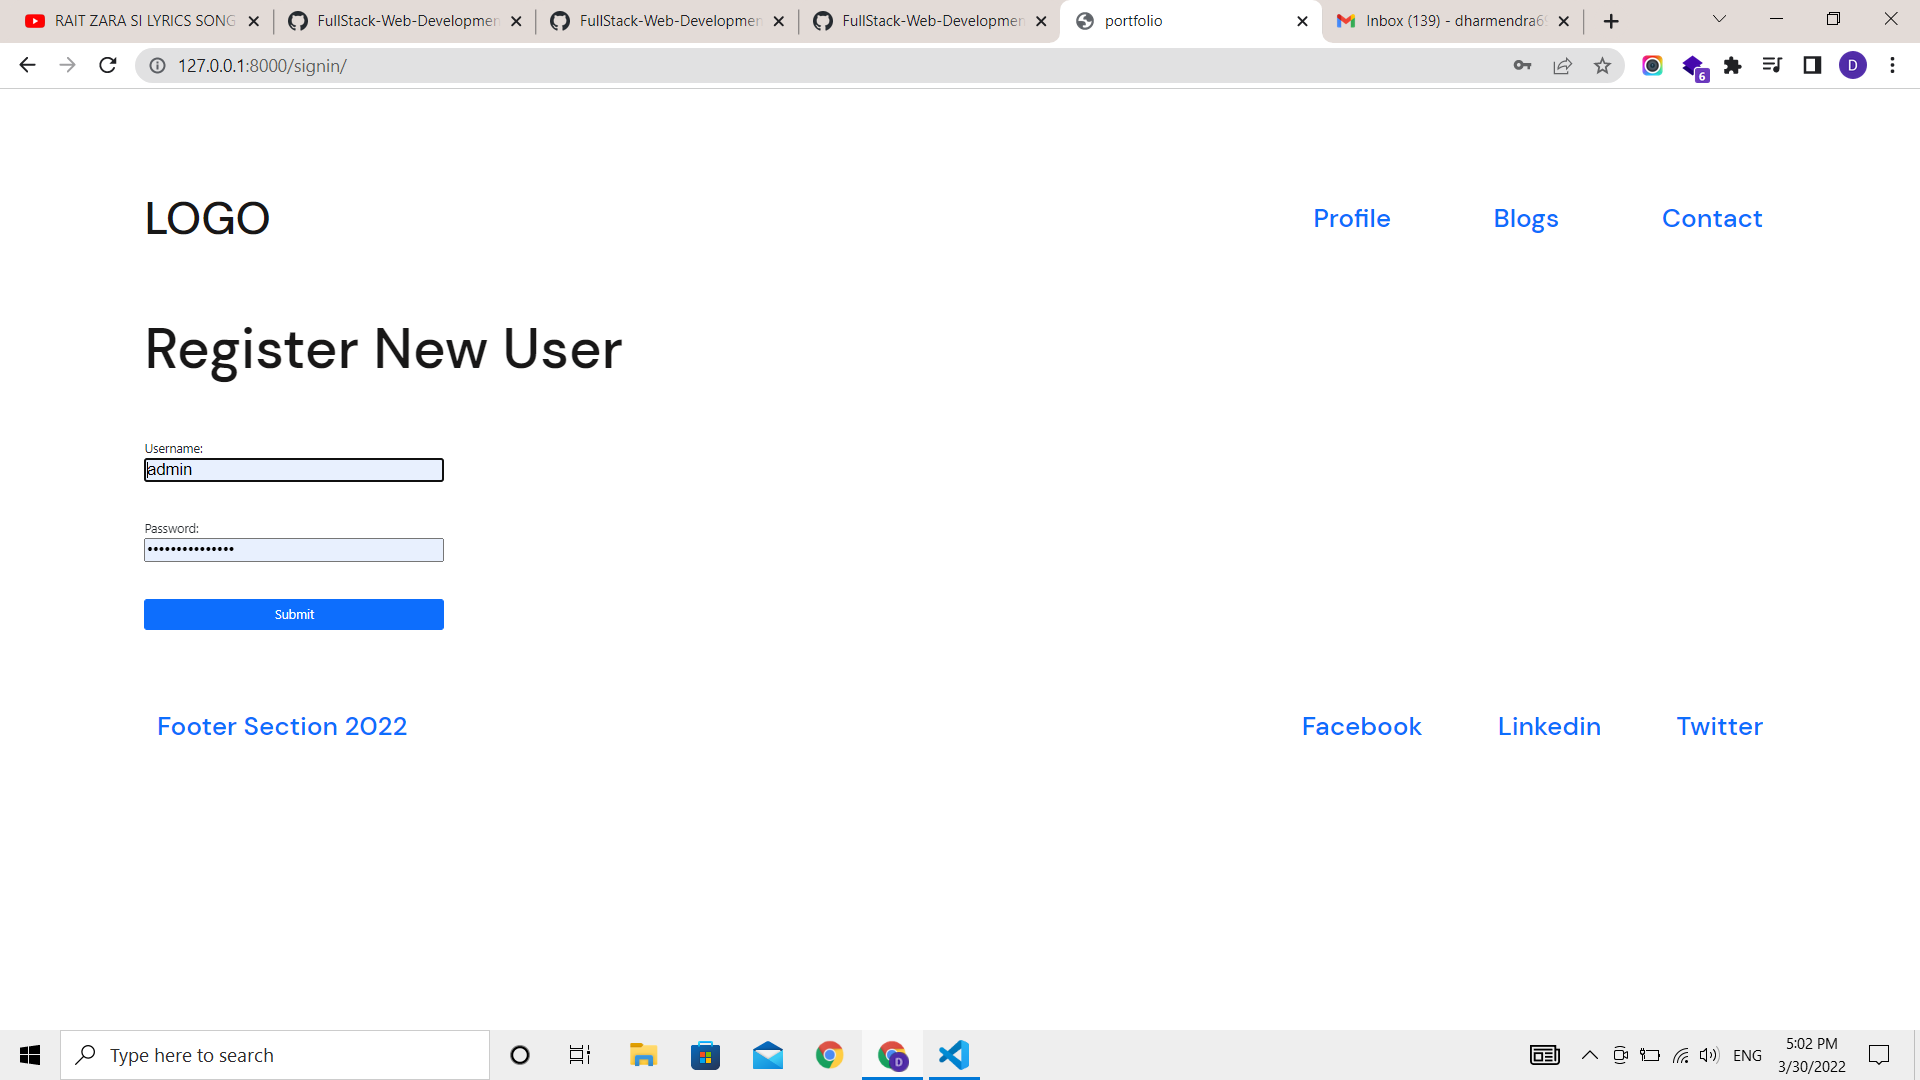 RAIT ZARA SI LYRICS SONG
FullStack-Web-Developmen
FullStack-Web-Developmen
FullStack-Web-Developmen
portfolio
Inbox (139) - dharmendra69
127.0.0.1:8000/signin/
6
D
LOGO
Profile
Blogs
Contact
Register New User
Username:
admin
Password:
•••••••••••••••
Submit
Footer Section 2022
Facebook
Linkedin
Twitter
Type here to search
D
ENG
5:02 PM
3/30/2022